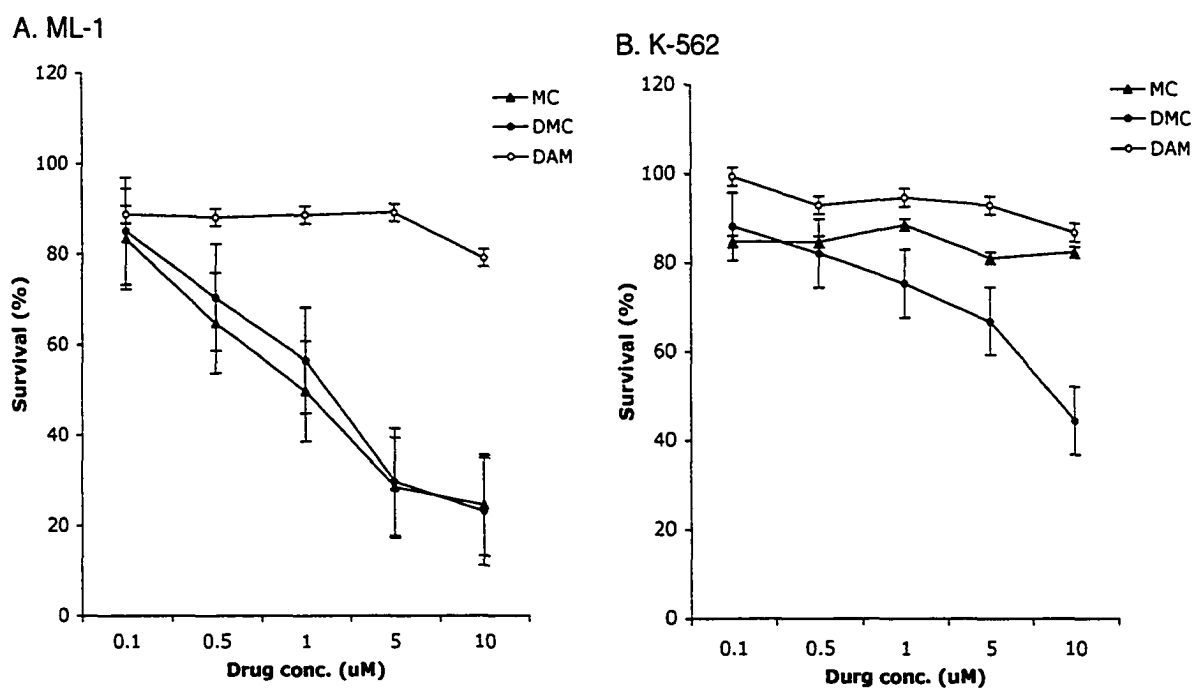 A. ML-1
120
100
80
60
40
20
0
Survival (%)
0.1 0.5 1 5 10
Drug conc. (uM)
MC
DMC
DAM
B. K-562
120
100
80
60
40
20
0
Survival (%)
0.1 0.5 1 5 10
Durg conc. (uM)
MC
DMC
DAM